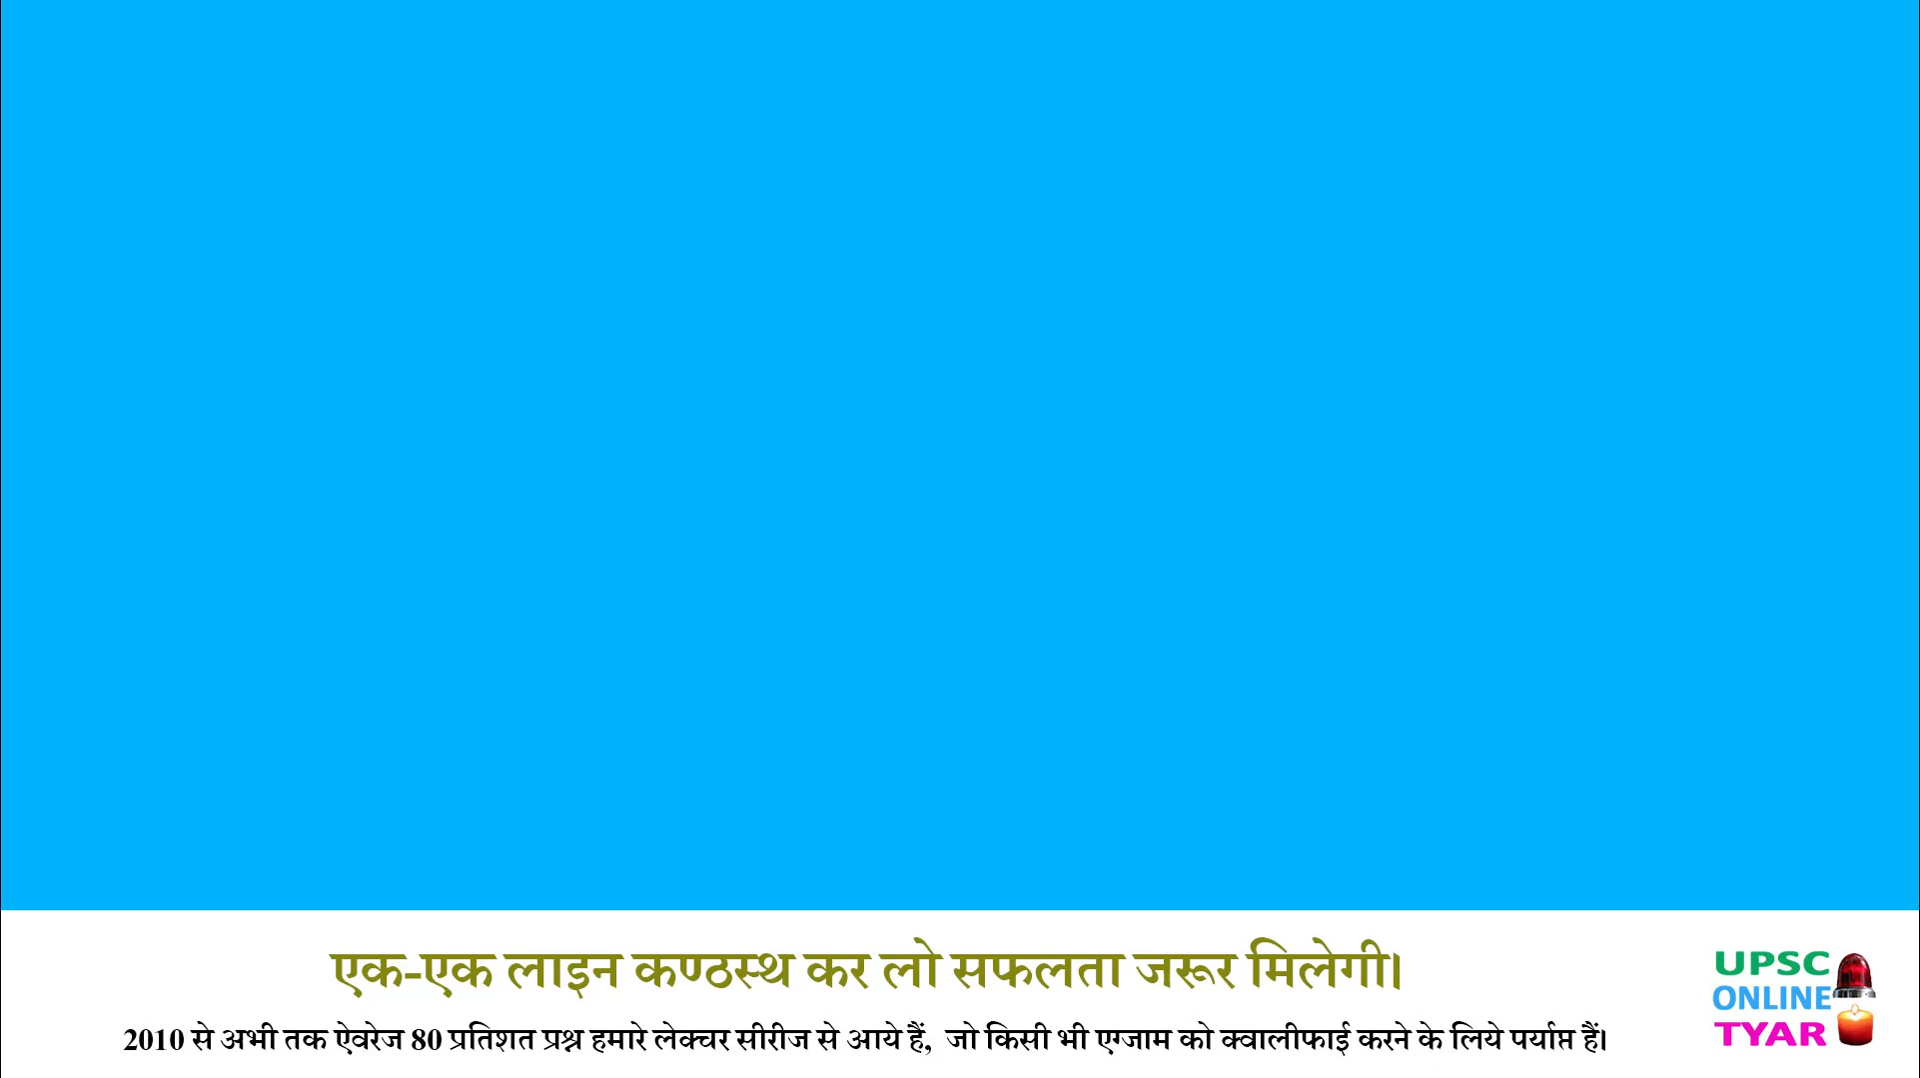 एक-एक लाइन कण्ठस्थ कर लो सफलता जरूर मिलेगी।
2010 से अभी तक ऐवरेज 80 प्रतिशत प्रश्न हमारे लेक्चर सीरीज से आये हैं, जो किसी भी एग्जाम को क्वालीफाई करने के लिये पर्याप्त हैं।
UPSC
ONLINE
TYAR